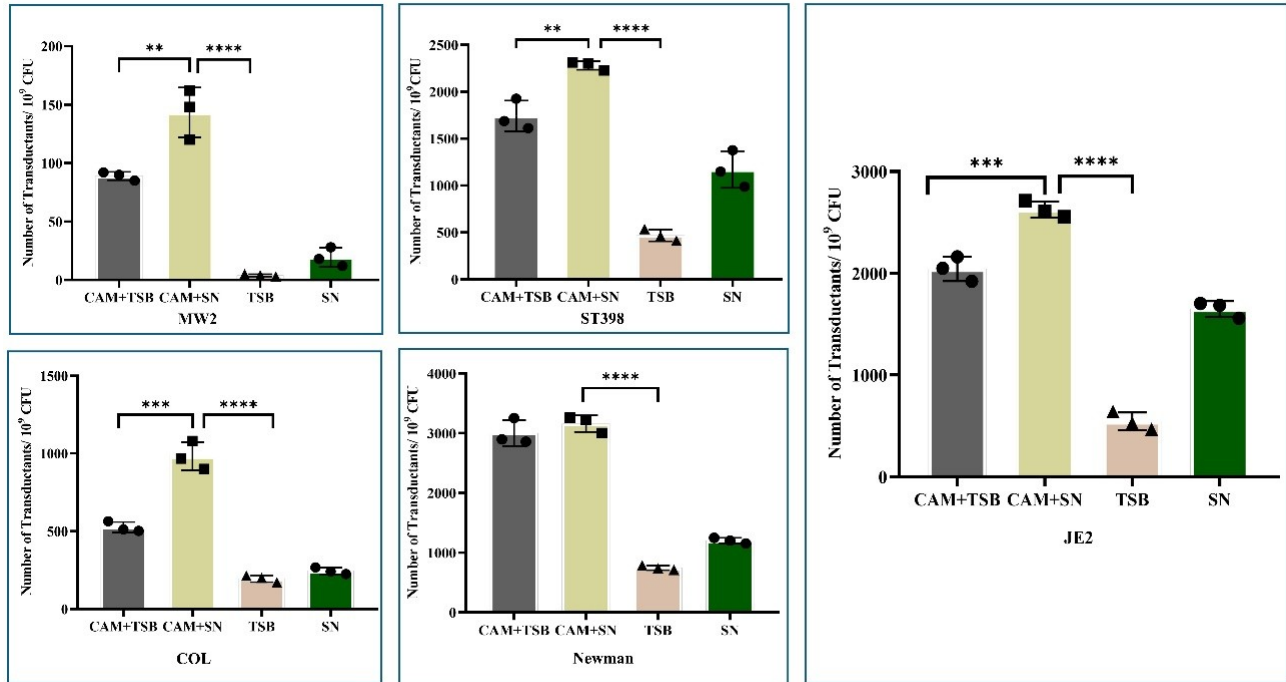 Number of Transductants/ 10⁹ CFU
200
150
100
50
0
**
****
CAM+TSB
CAM+SN
TSB
SN
MW2
Number of Transductants/ 10⁹CFU
2500
2000
1500
1000
500
0
**
****
CAM+TSB
CAM+SN
TSB
SN
ST398
Number of Transductants/ 10⁹ CFU
1500
1000
500
0
***
****
CAM+TSB
CAM+SN
TSB
SN
COL
Number of Transductants/ 10⁹ CFU
4000
3000
2000
1000
0
****
CAM+TSB
CAM+SN
TSB
SN
Newman
Number of Transductants/ 10⁹ CFU
3000
2000
1000
0
***
****
CAM+TSB
CAM+SN
TSB
SN
JE2